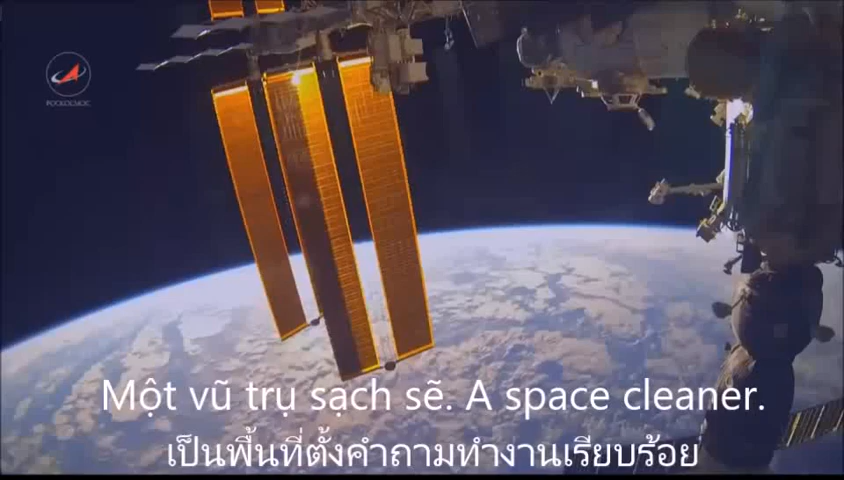 РОСКОСМОС
Một vũ trụ sạch sẽ. A space cleaner.
เป็นพื้นที่ตั้งคำถามทำงานเรียบร้อย